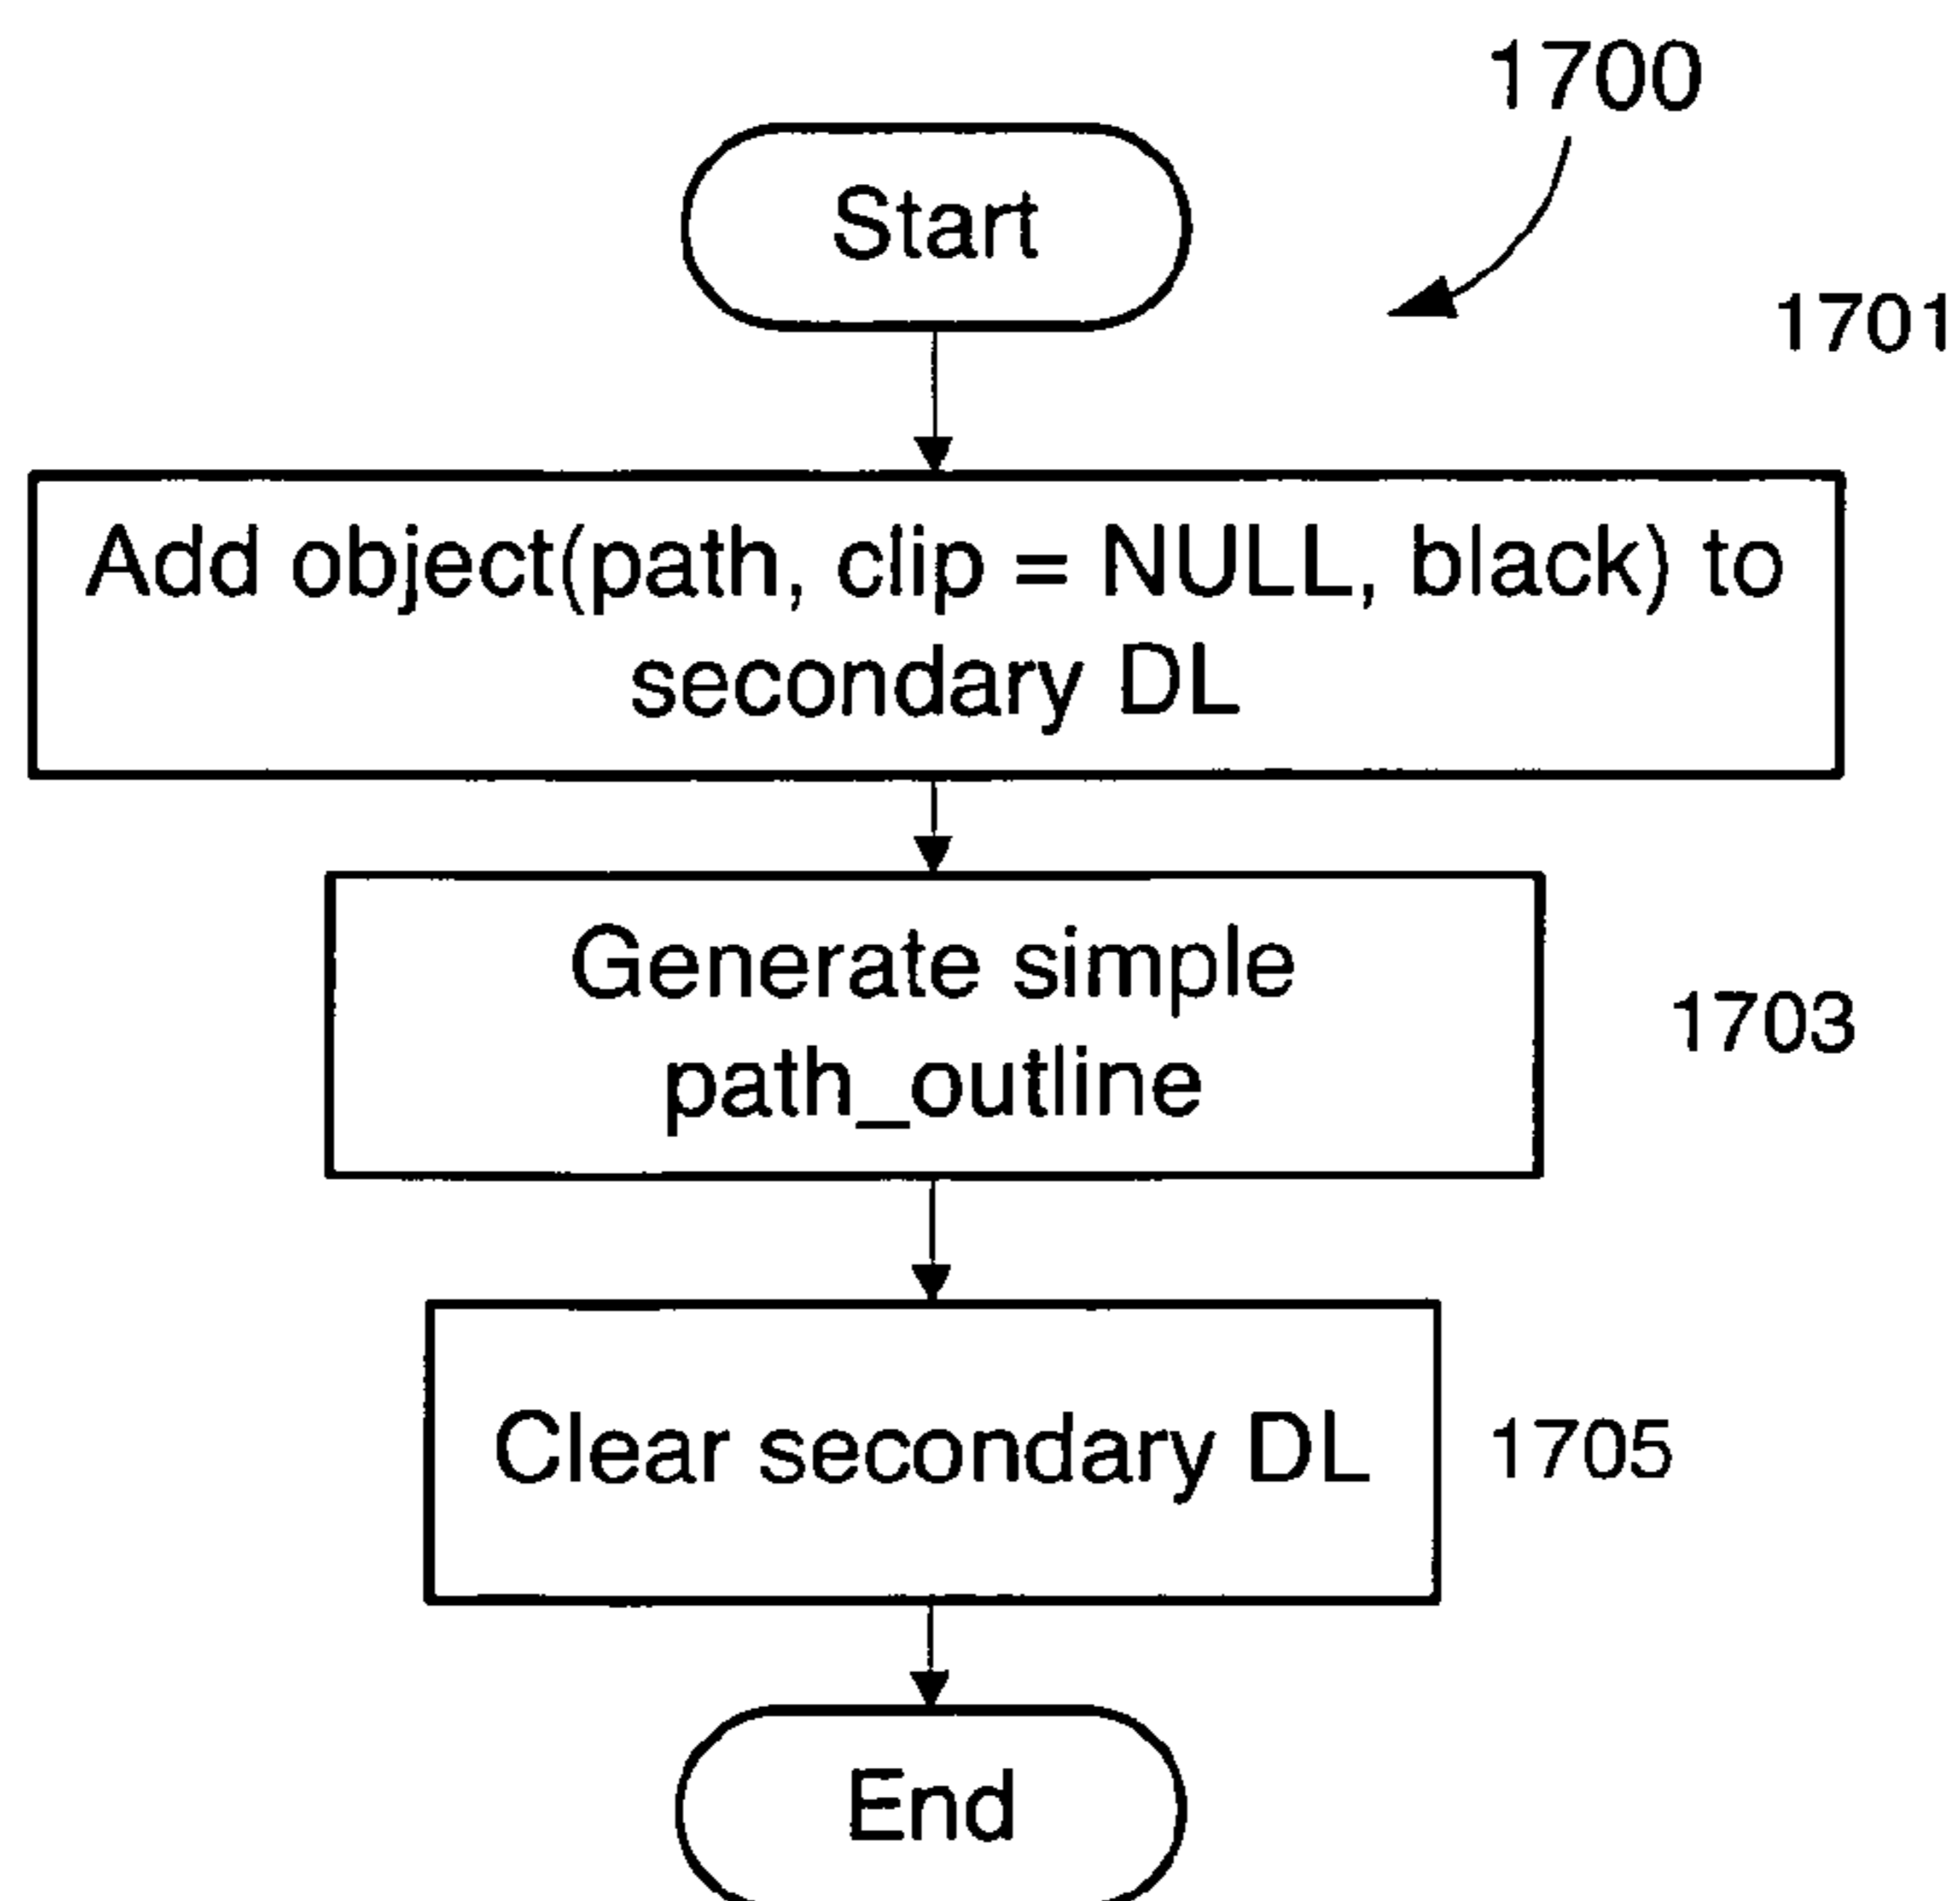 1700
Start
1701
Add object(path, clip = NULL, black) to
secondary DL
Generate simple
path_outline
1703
Clear secondary DL
1705
End